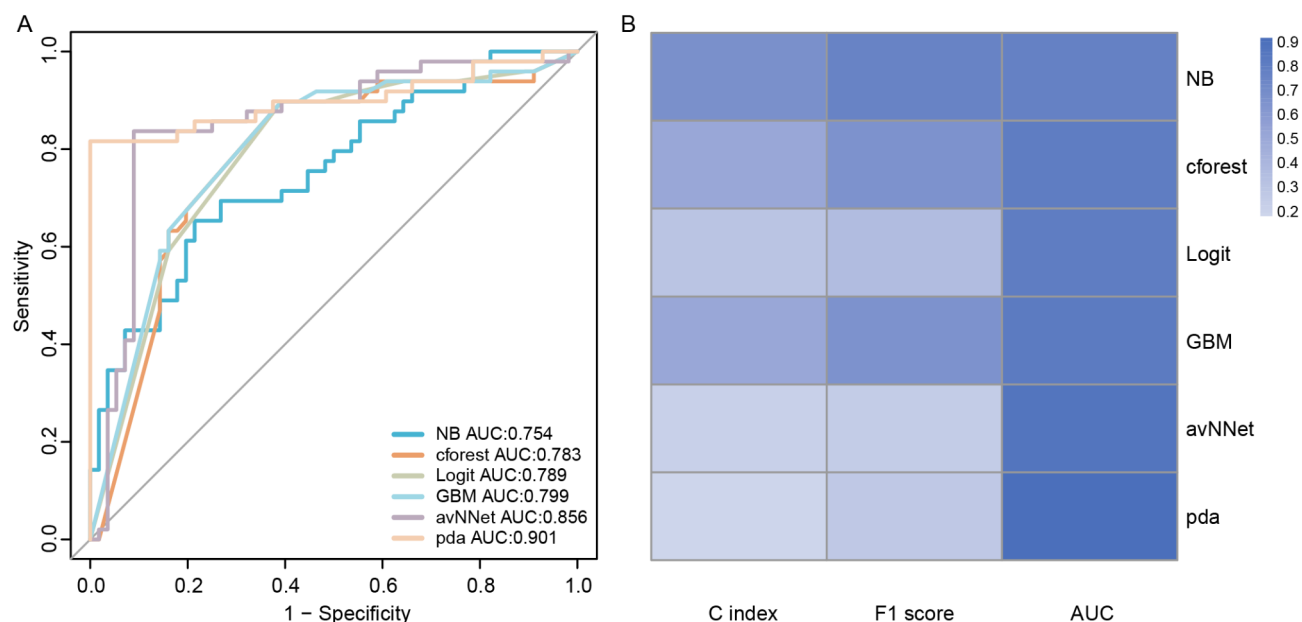 A
Sensitivity
1.0
0.8
0.6
0.4
0.2
0.0
NB AUC:0.754
cforest AUC:0.783
Logit AUC:0.789
GBM AUC:0.799
avNNet AUC:0.856
pda AUC:0.901
0.0 0.2 0.4 0.6 0.8 1.0
1 − Specificity
B
NB
cforest
Logit
GBM
avNNet
pda
C index F1 score AUC
0.9
0.8
0.7
0.6
0.5
0.4
0.3
0.2